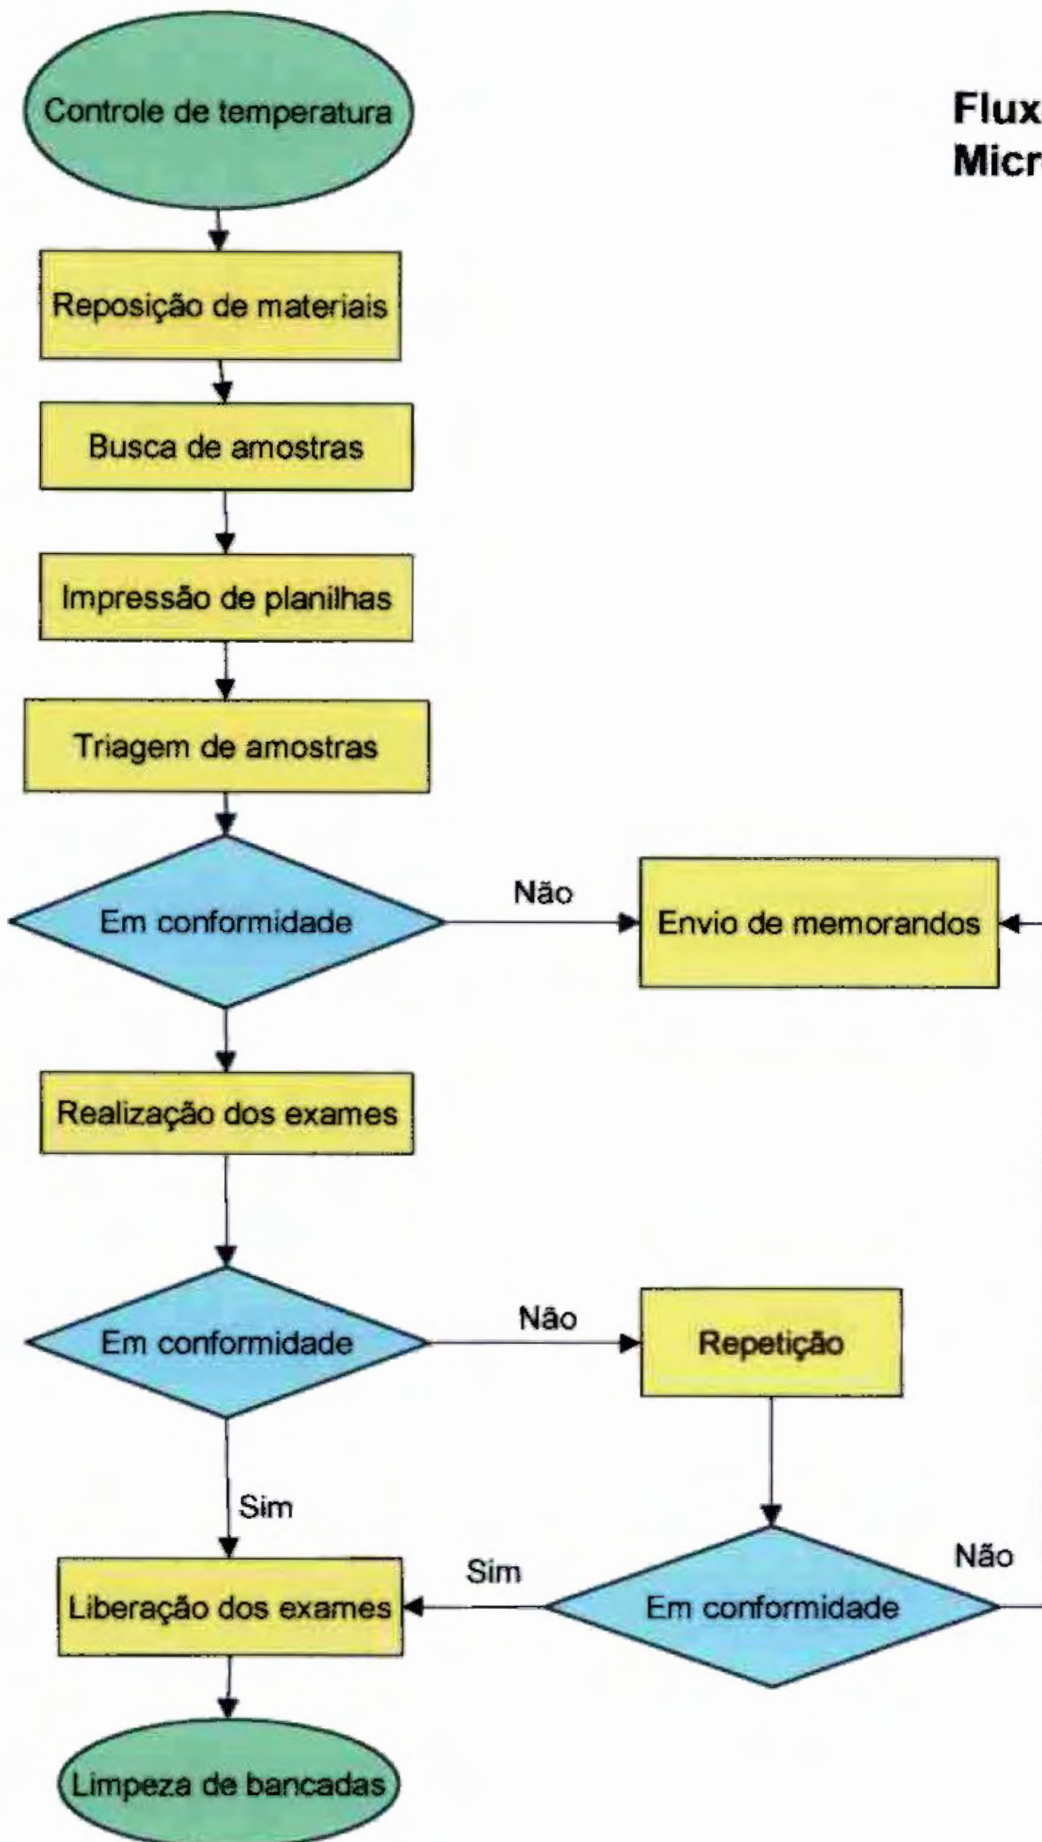 Controle de temperatura
Reposição de materiais
Busca de amostras
Impressão de planilhas
Triagem de amostras
Em conformidade
Não
Envio de memorandos
Realização dos exames
Em conformidade
Não
Repetição
Sim
Liberação dos exames
Sim
Em conformidade
Não
Limpeza de bancadas